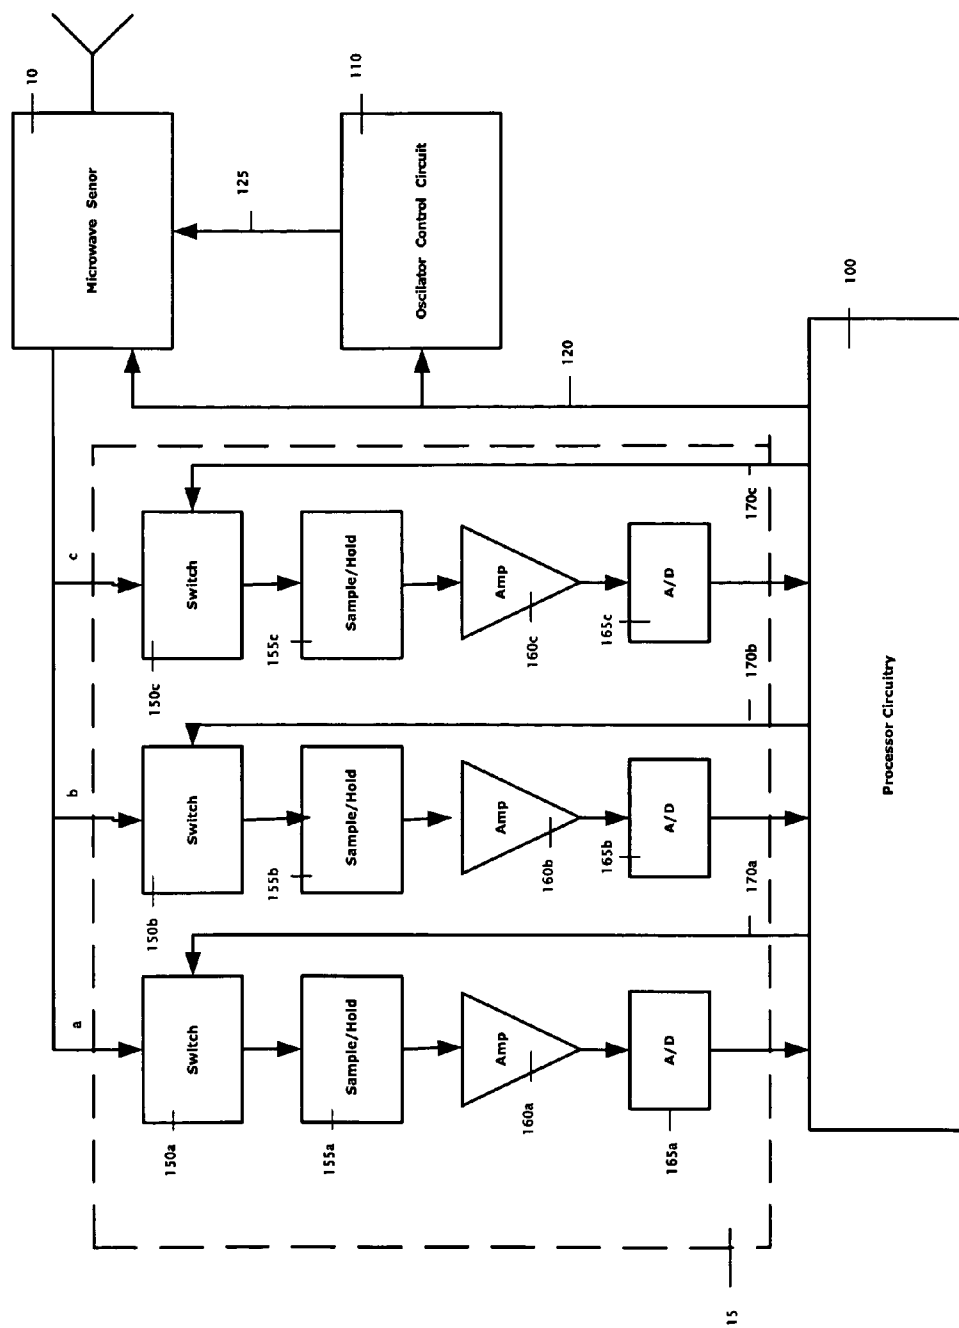 10
Microwave Senor
125
110
Oscilator Control Circuit
120
100
Processor Circuitry
c
Switch
150c
Sample/Hold
155c
Amp
160c
A/D
165c
170c
b
Switch
150b
Sample/Hold
155b
Amp
160b
A/D
165b
170b
a
Switch
150a
Sample/Hold
155a
Amp
160a
A/D
165a
170a
15